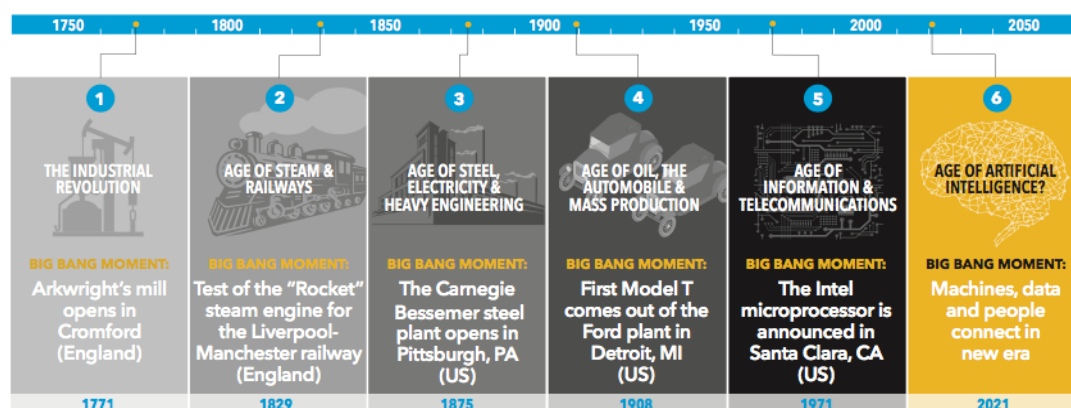 1750 1800 1850 1900 1950 2000 2050
1
THE INDUSTRIAL
REVOLUTION
BIG BANG MOMENT:
Arkwright's mill
opens in
Cromford
(England)
1771
2
AGE OF STEAM &
RAILWAYS
BIG BANG MOMENT:
Test of the “Rocket”
steam engine for
the Liverpool-
Manchester railway
(England)
1829
3
AGE OF STEEL,
ELECTRICITY &
HEAVY ENGINEERING
BIG BANG MOMENT:
The Carnegie
Bessemer steel
plant opens in
Pittsburgh, PA
(US)
1875
4
AGE OF OIL, THE
AUTOMOBILE &
MASS PRODUCTION
BIG BANG MOMENT:
First Model T
comes out of the
Ford plant in
Detroit, MI
(US)
1908
5
AGE OF
INFORMATION &
TELECOMMUNICATIONS
BIG BANG MOMENT:
The Intel
microprocessor is
announced in
Santa Clara, CA
(US)
1971
6
AGE OF ARTIFICIAL
INTELLIGENCE?
BIG BANG MOMENT:
Machines, data
and people
connect in
new era
2021